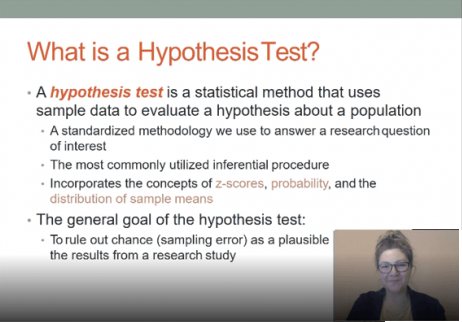 What is a Hypothesis Test?
• A hypothesis test is a statistical method that uses
sample data to evaluate a hypothesis about a population
• A standardized methodology we use to answer a research question
of interest
• The most commonly utilized inferential procedure
• Incorporates the concepts of z-scores, probability, and the
distribution of sample means
• The general goal of the hypothesis test:
• To rule out chance (sampling error) as a plausible
the results from a research study